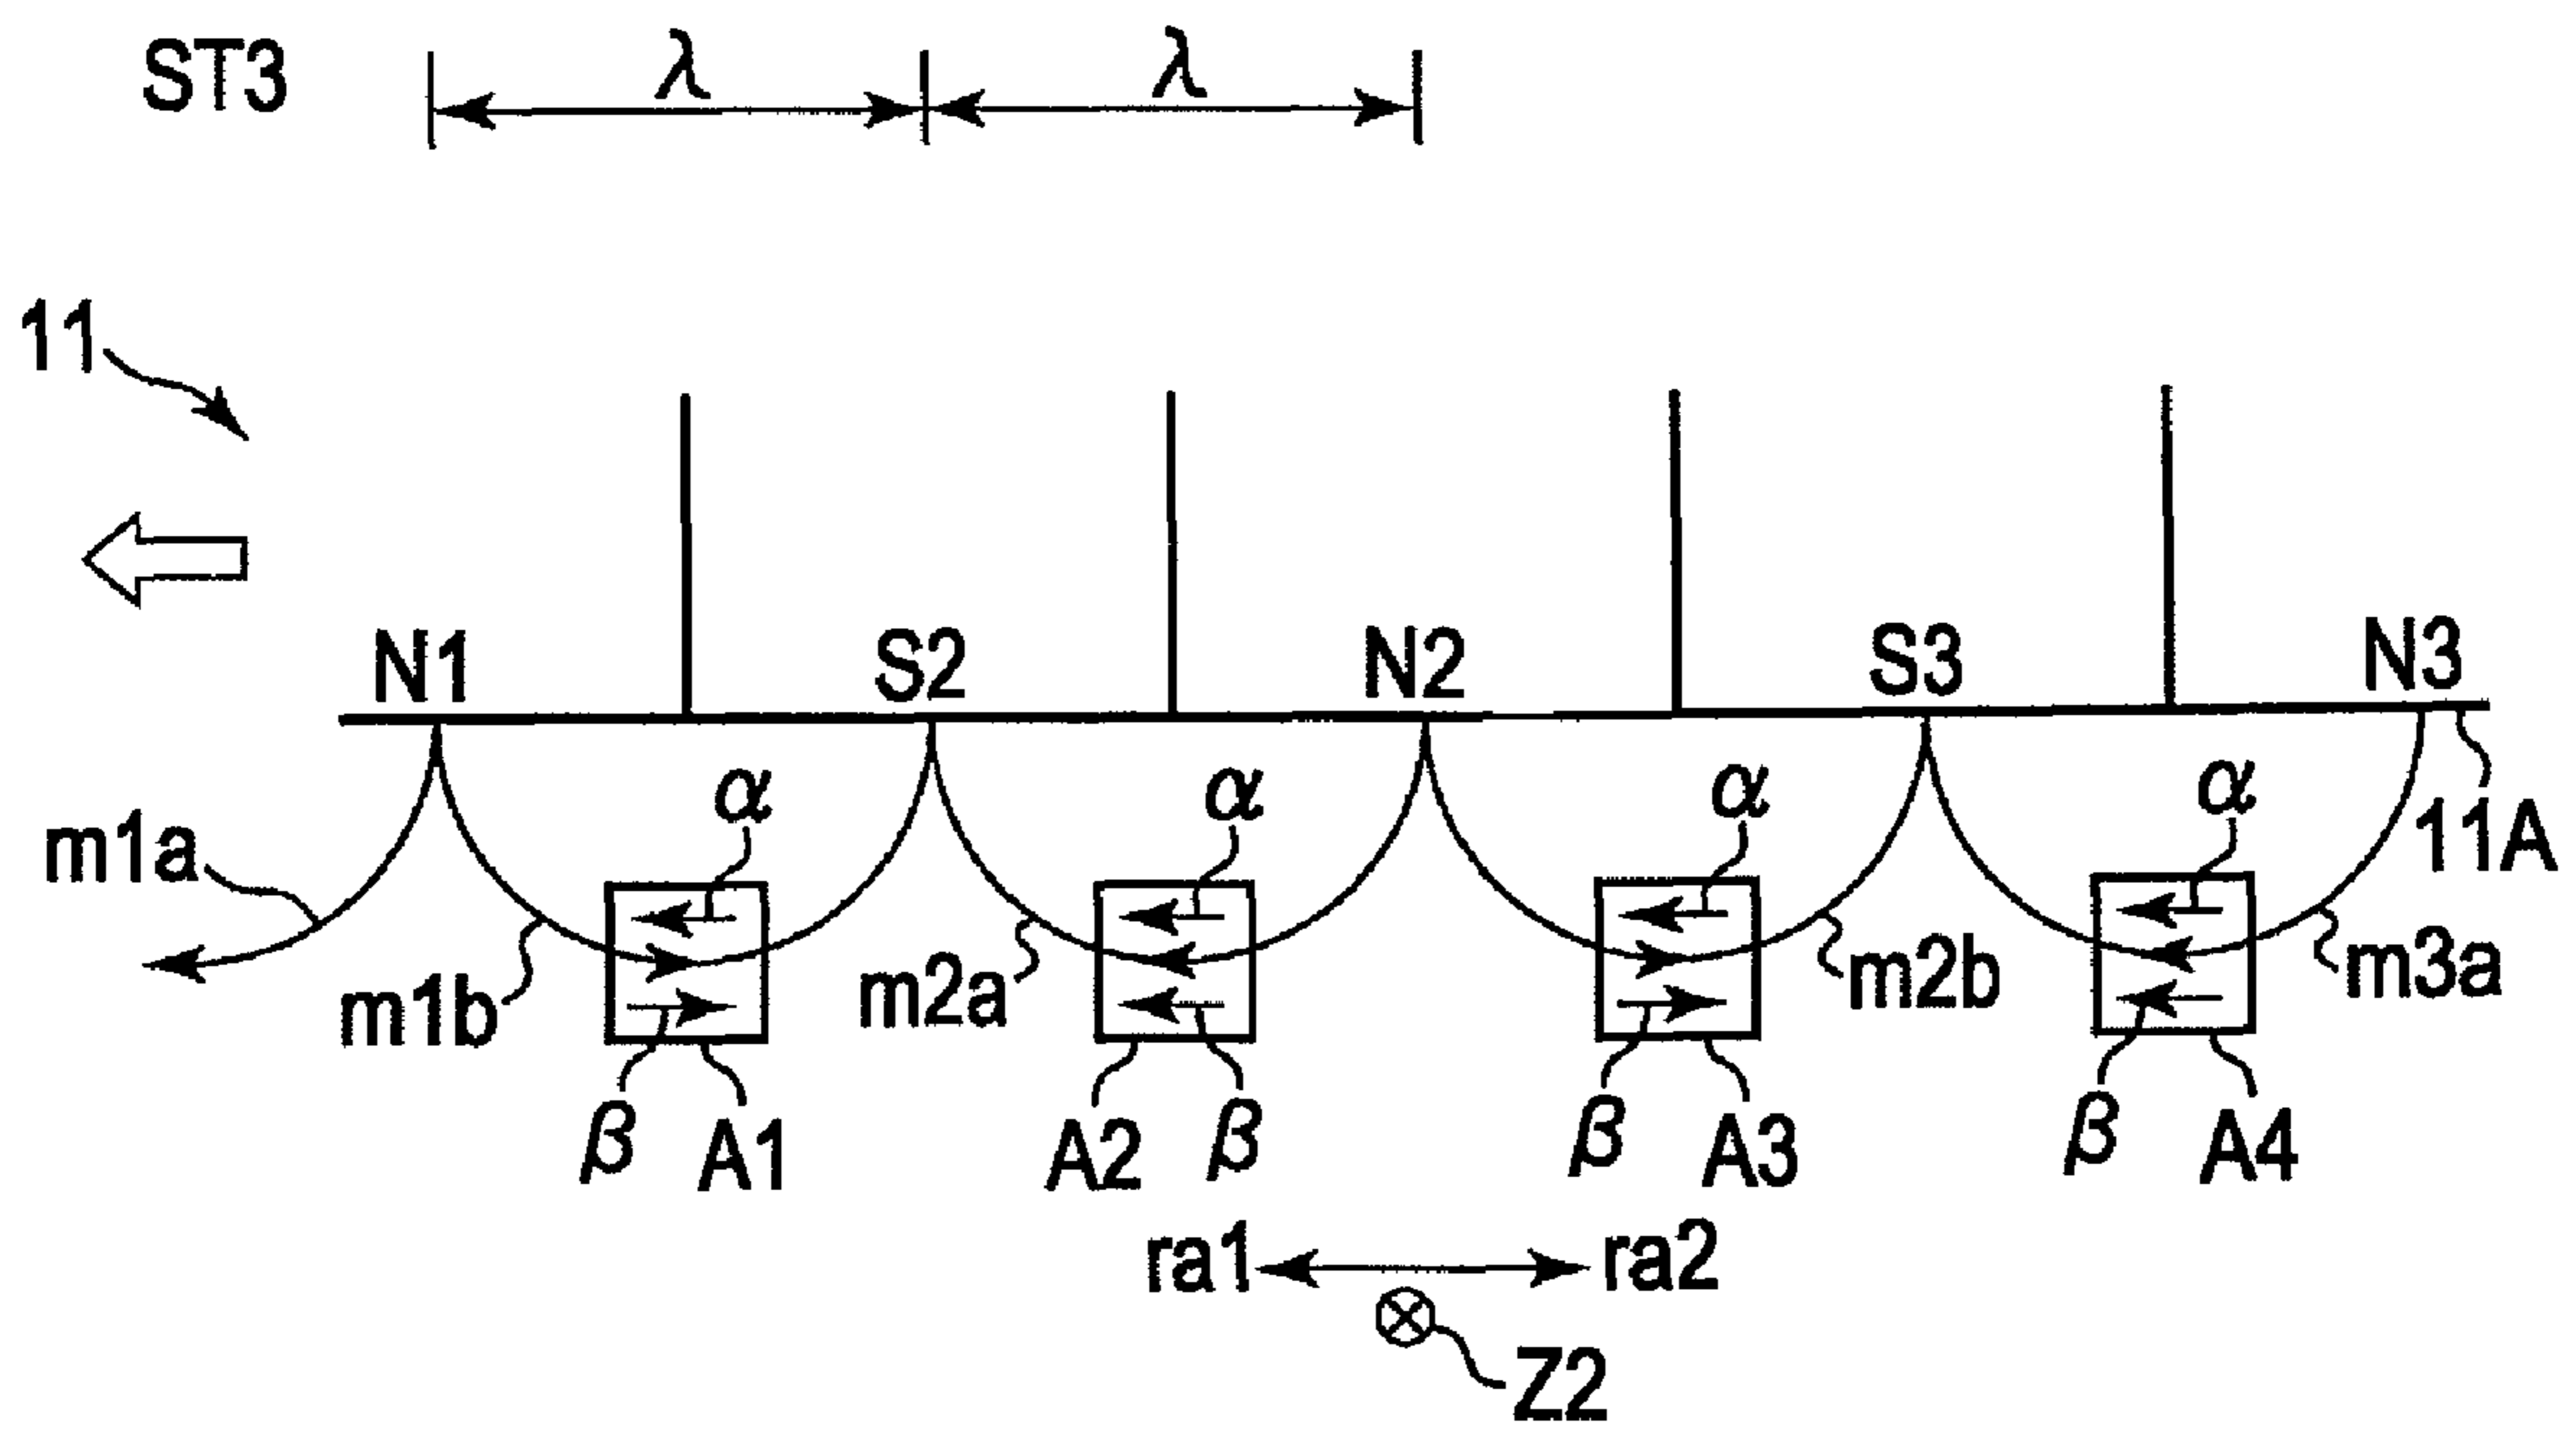 ST3 λ λ
11
N1 S2 N2 S3 N3
α α α α
m1a m1b m2a m2b m3a 11A
β A1 A2 β β A3 β A4
ra1 ra2
Z2